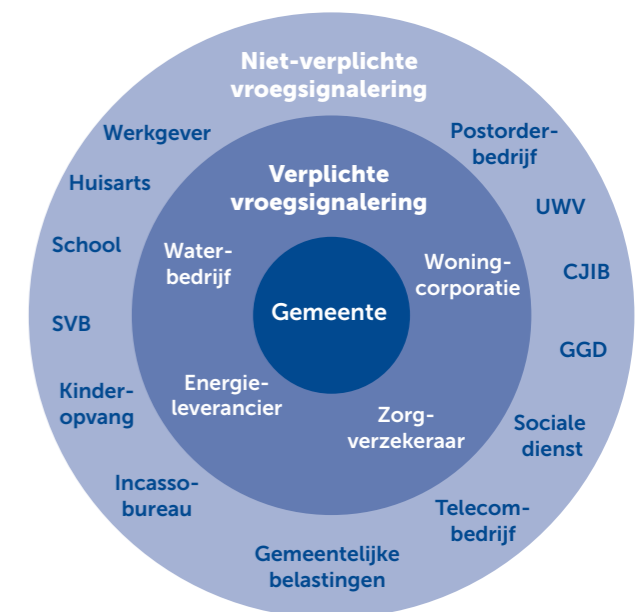 Niet-verplichte
vroegsignalering
Werkgever
Huisarts
School
SVB
Kinder-
opvang
Incasso-
bureau
Gemeentelijke
belastingen
Telecom-
bedrijf
Sociale
dienst
GGD
CJIB
UWV
Postorder-
bedrijf
Verplichte
vroegsignalering
Water-
bedrijf
Woning-
corporatie
Energie-
leverancier
Zorg-
verzekeraar
Gemeente